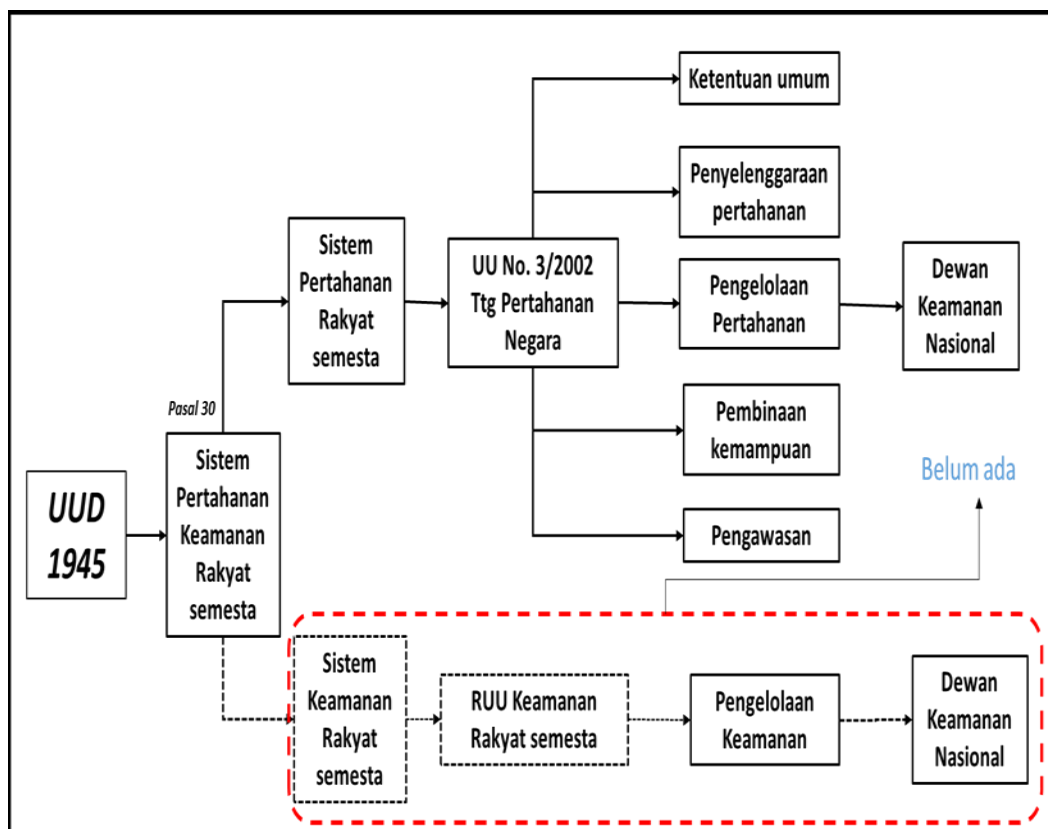 Ketentuan umum
Penyelenggaraan
pertahanan
Sistem
Pertahanan
Rakyat
semesta
UU No. 3/2002
Ttg Pertahanan
Negara
Pengelolaan
Pertahanan
Dewan
Keamanan
Nasional
Pembinaan
kemampuan
Pengawasan
Pasal 30
UUD
1945
Sistem
Pertahanan
Keamanan
Rakyat
semesta
Belum ada
Sistem
Keamanan
Rakyat
semesta
RUU Keamanan
Rakyat semesta
Pengelolaan
Keamanan
Dewan
Keamanan
Nasional